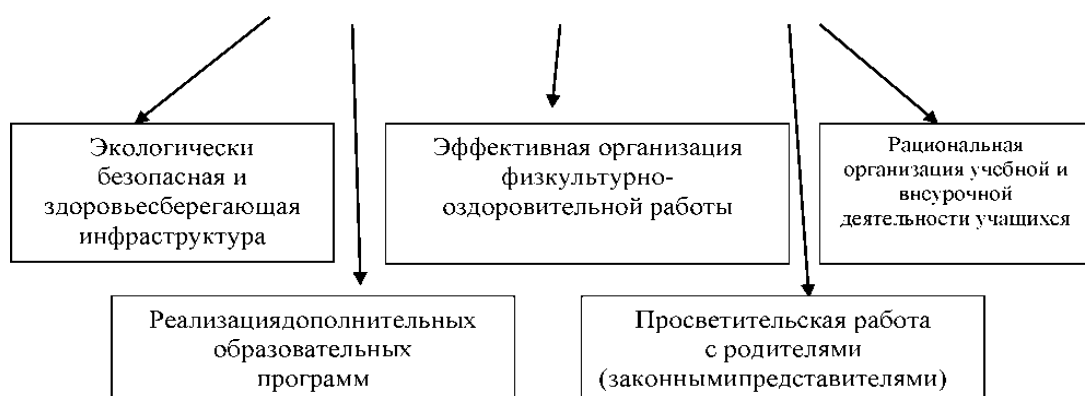 Экологически
безопасная и
здоровьесберегающая
инфраструктура
Эффективная организация
физкультурно-
оздоровительной работы
Рациональная
организация учебной и
внеурочной
деятельности учащихся
Реализациядополнительных
образовательных
программ
Просветительская работа
с родителями
(законнымипредставителями)